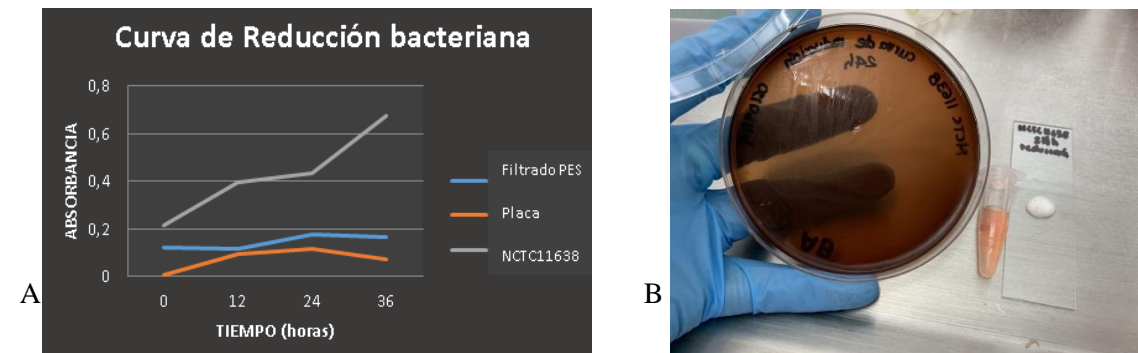 Curva de Reducción bacteriana
0,8
0,6
0,4
0,2
0
ABSORBANCIA
0
12
24
36
TIEMPO (horas)
Filtrado PES
Placa
NCTC11638
A
B
curva de
24h
NCTC 11638
BA